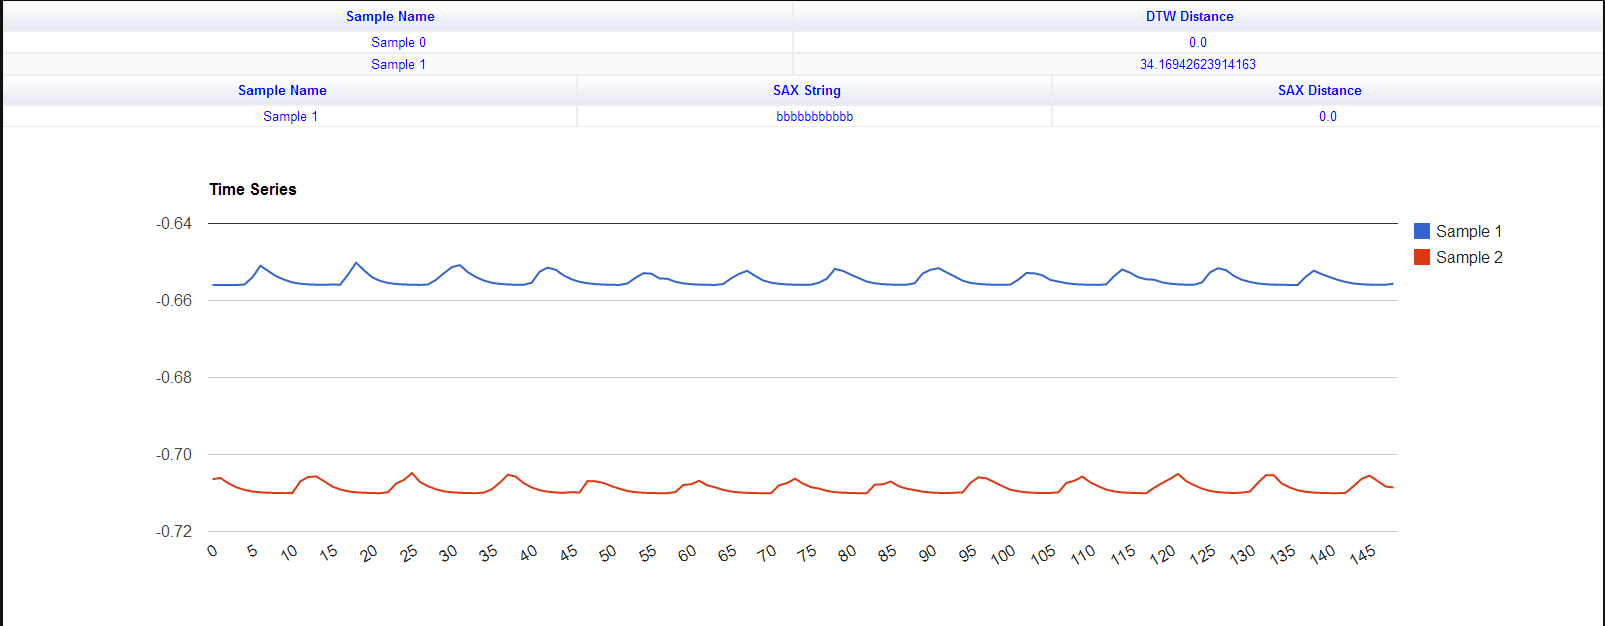 Sample Name DTW Distance
Sample 0 0.0
Sample 1 34.16942623914163
Sample Name SAX String SAX Distance
Sample 1 bbbbbbbbbbb 0.0
Time Series
-0.64
-0.66
-0.68
-0.70
-0.72
Sample 1
Sample 2
0 5 10 15 20 25 30 35 40 45 50 55 60 65 70 75 80 85 90 95 100 105 110 115 120 125 130 135 140 145